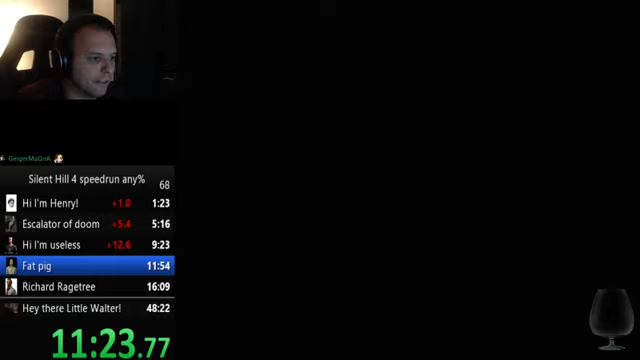 GingerMaGnA
Silent Hill 4 speedrun any%
68
Hi I'm Henry! +1.0 1:23
Escalator of doom +5.4 5:16
Hi I'm useless +12.6 9:23
Fat pig 11:54
Richard Ragetree 16:09
Hey there Little Walter! 48:22
11:23.77